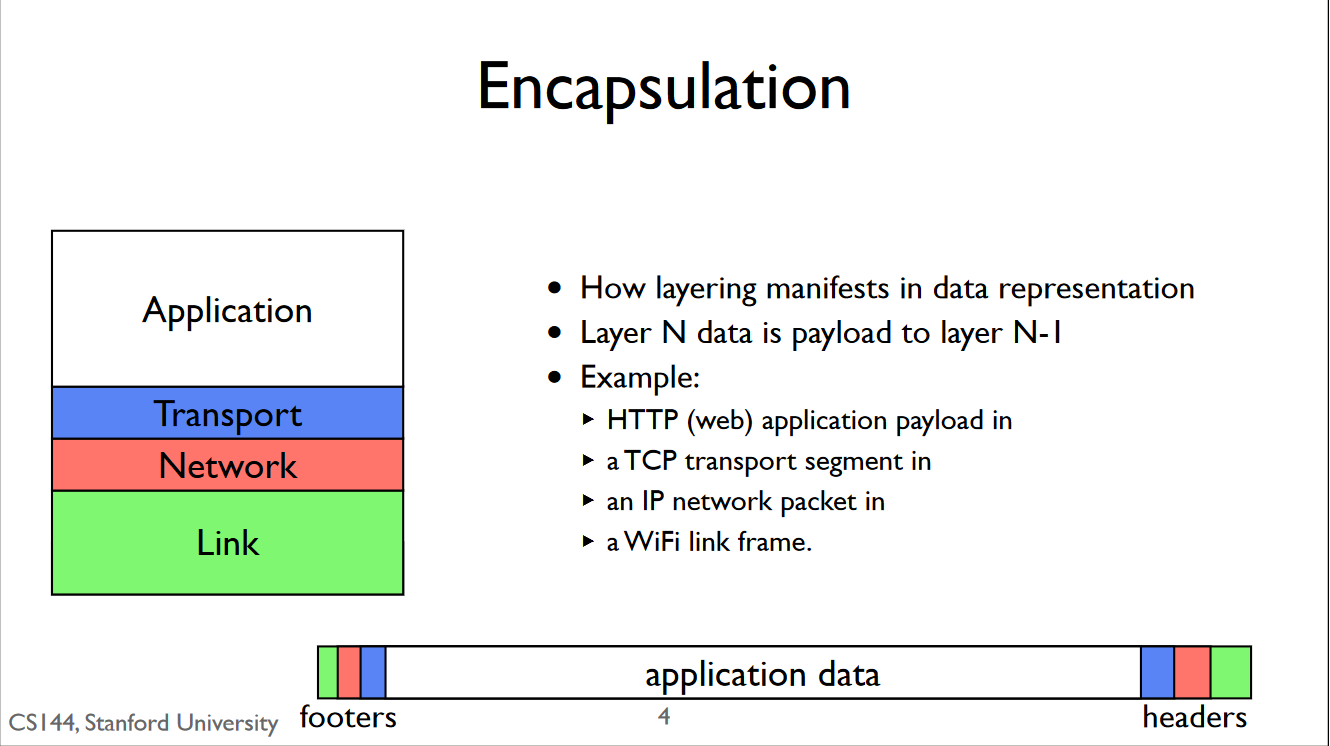 Encapsulation
Application
Transport
Network
Link
• How layering manifests in data representation
• Layer N data is payload to layer N-1
• Example:
‣ HTTP (web) application payload in
‣ a TCP transport segment in
‣ an IP network packet in
‣ a WiFi link frame.
application data
footers
headers
CS144, Stanford University
4